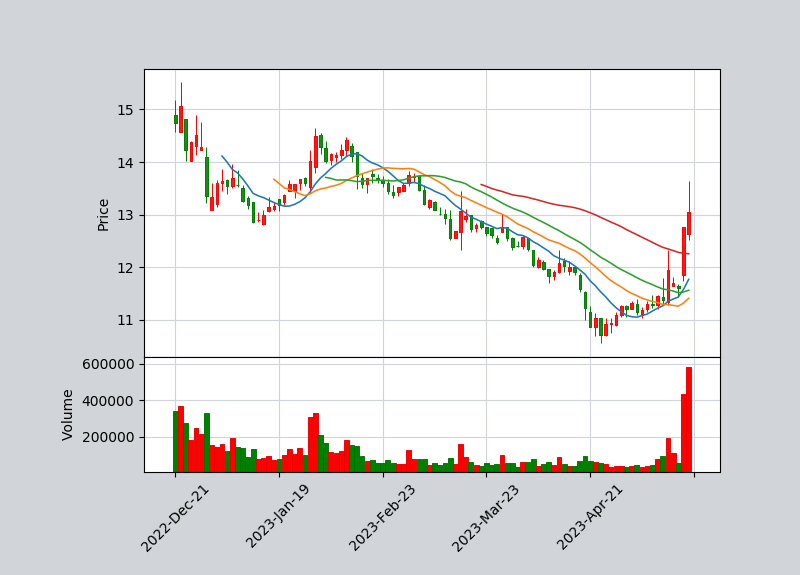 Price
15
14
13
12
11
Volume
600000
400000
200000
2022-Dec-21
2023-Jan-19
2023-Feb-23
2023-Mar-23
2023-Apr-21